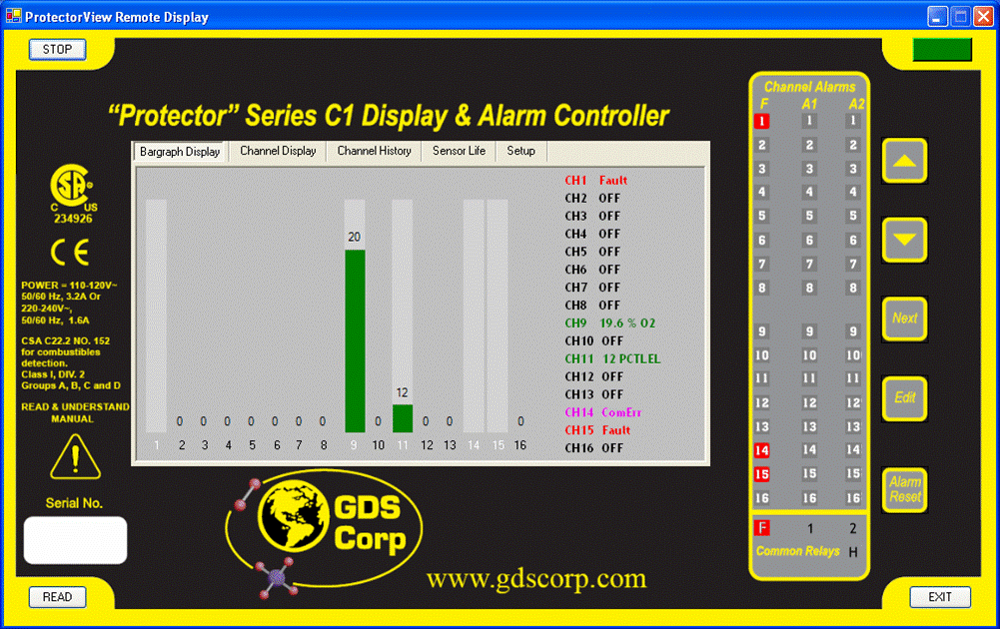 ProtectorView Remote Display
STOP
“Protector” Series C1 Display & Alarm Controller
Bargraph Display Channel Display Channel History Sensor Life Setup
20
12
0 0 0 0 0 0 0 0 0 0 0
1 2 3 4 5 6 7 8 9 10 11 12 13 14 15 16
CH1 Fault
CH2 OFF
CH3 OFF
CH4 OFF
CH5 OFF
CH6 OFF
CH7 OFF
CH8 OFF
CH9 19.6 % O2
CH10 OFF
CH11 12 PCTLEL
CH12 OFF
CH13 OFF
CH14 ComErr
CH15 Fault
CH16 OFF
SA
C US
234926
CE
POWER = 110-120V~
50/60 Hz, 3.2A Or
220-240V~,
50/60 Hz, 1.6A
CSA C22.2 NO. 152
for combustibles
detection.
Class I, DIV. 2
Groups A, B, C and D
READ & UNDERSTAND
MANUAL
!
Serial No.
READ
GDS
Corp
www.gdscorp.com
Channel Alarms
F A1 A2
1 1 1
2 2 2
3 3 3
4 4 4
5 5 5
6 6 6
7 7 7
8 8 8
9 9 9
10 10 10
11 11 11
12 12 12
13 13 13
14 14 14
15 15 15
16 16 16
F 1 2
Common Relays H
Next
Edit
Alarm
Reset
EXIT